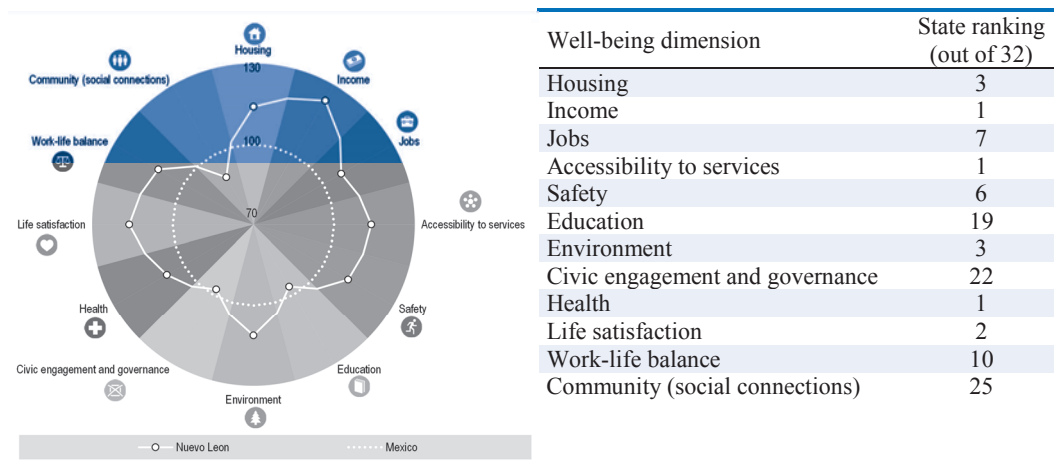 Housing
130
Community (social connections)
Income
Work-life balance
100
Jobs
Life satisfaction
70
Accessibility to services
Health
Safety
Civic engagement and governance
Education
Environment
Nuevo Leon
Mexico
Well-being dimension State ranking
(out of 32)
Housing 3
Income 1
Jobs 7
Accessibility to services 1
Safety 6
Education 19
Environment 3
Civic engagement and governance 22
Health 1
Life satisfaction 2
Work-life balance 10
Community (social connections) 25